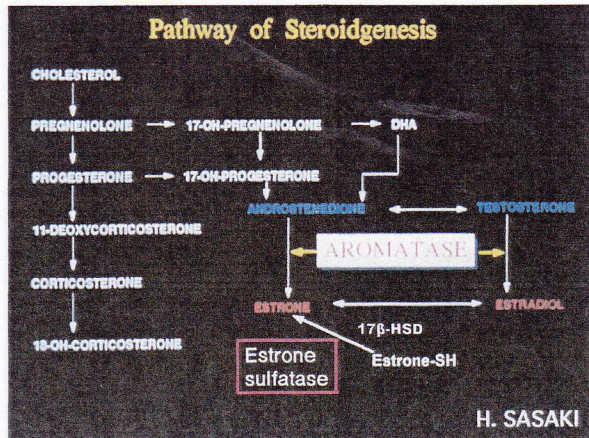 Pathway of Steroidgenesis
CHOLESTEROL
PREGNENOLONE 17-OH-PREGNENOLONE DHA
PROGESTERONE 17-OH-PROGESTERONE
ANDROSTENEDIONE TESTOSTERONE
11-DEOXYCORTICOSTERONE
AROMATASE
CORTICOSTERONE
ESTRONE ESTRADIOL
17β-HSD
18-OH-CORTICOSTERONE
Estrone
sulfatase
Estrone-SH
H. SASAKI